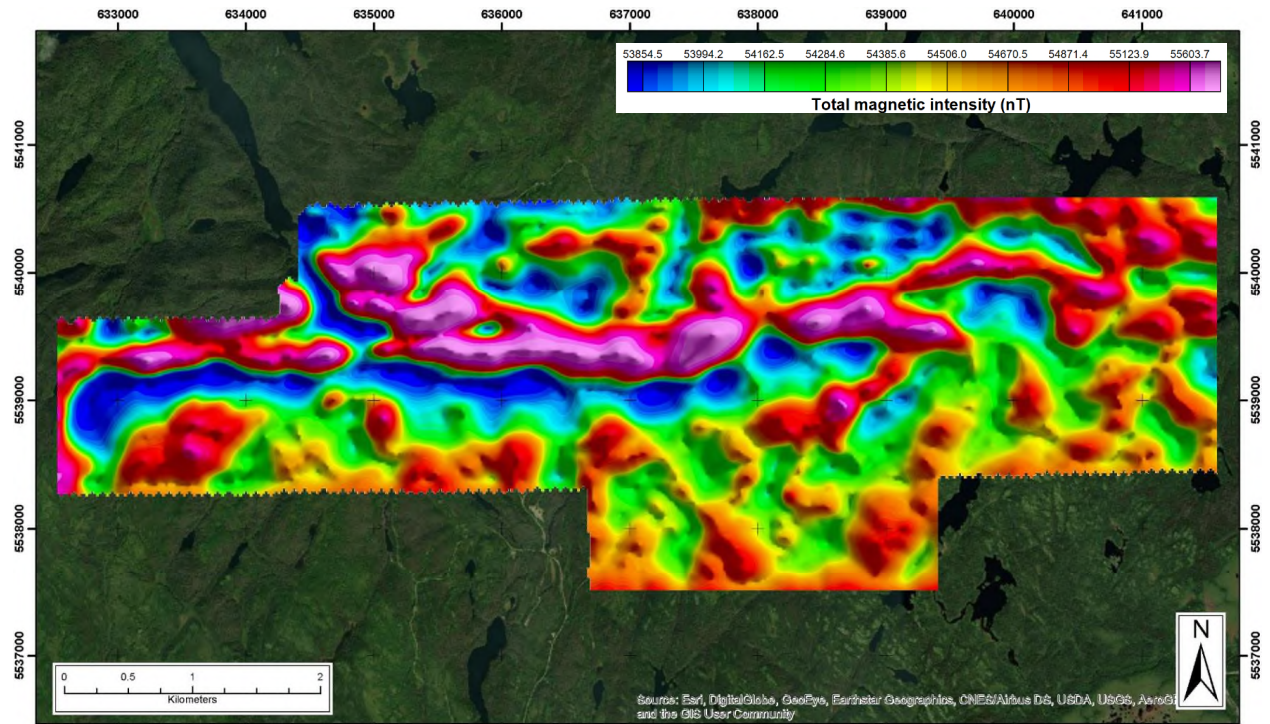 633000 634000 635000 636000 637000 638000 639000 640000 641000
53854.5 53994.2 54162.5 54284.6 54385.6 54506.0 54670.5 54871.4 55123.9 55603.7
Total magnetic intensity (nT)
5541000 5541000
5540000 5540000
5539000 5539000
5538000 5538000
5537000 5537000
N
0 0.5 1 2
Kilometers
Source: Esri, DigitalGlobe, GeoEye, Earthstar Geographics, CNES/Airbus DS, USDA, USGS,
and the GIS User Community